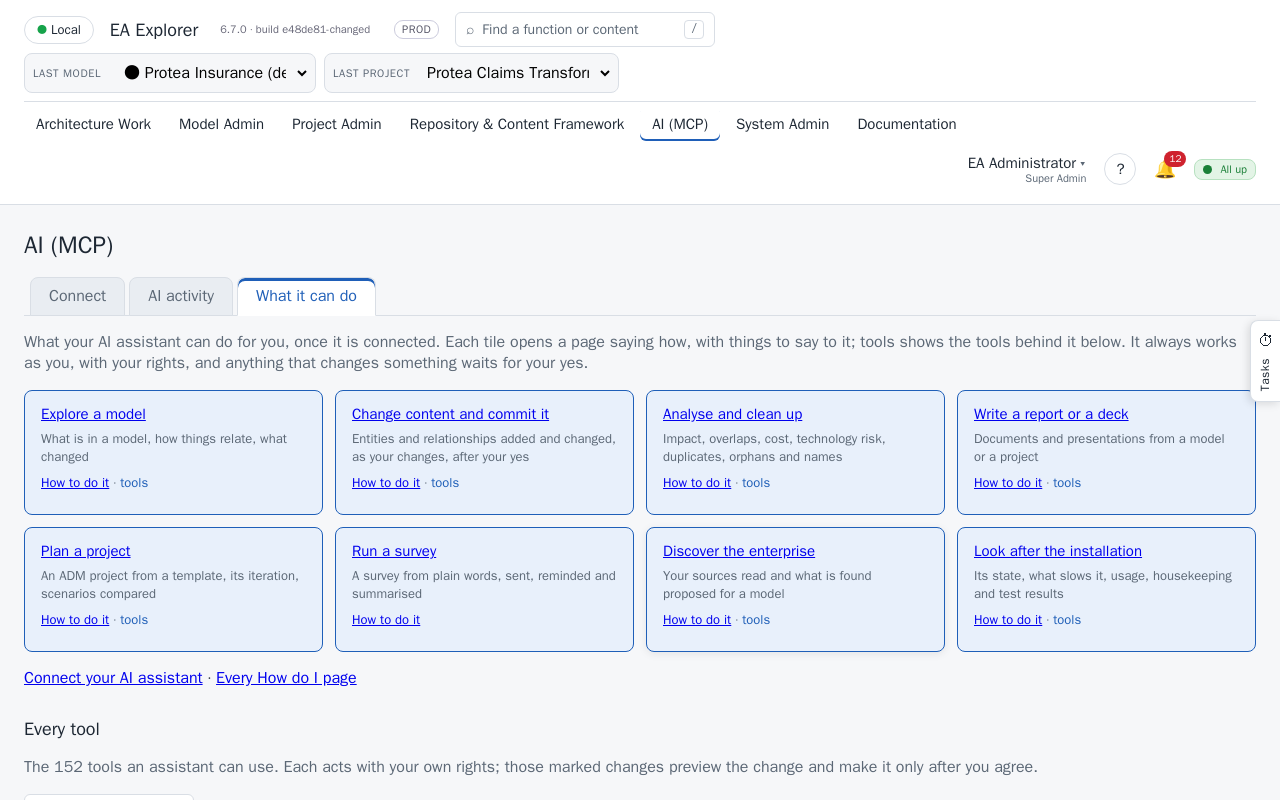 Local
EA Explorer
6.7.0 · build e48de81-changed
PROD
Find a function or content
/
LAST MODEL
Protea Insurance (de
LAST PROJECT
Protea Claims Transfor
Architecture Work
Model Admin
Project Admin
Repository & Content Framework
AI (MCP)
System Admin
Documentation
EA Administrator
Super Admin
?
12
All up
AI (MCP)
Connect
AI activity
What it can do
What your AI assistant can do for you, once it is connected. Each tile opens a page saying how, with things to say to it; tools shows the tools behind it below. It always works
as you, with your rights, and anything that changes something waits for your yes.
Tasks
Explore a model
What is in a model, how things relate, what
changed
How to do it · tools
Change content and commit it
Entities and relationships added and changed,
as your changes, after your yes
How to do it · tools
Analyse and clean up
Impact, overlaps, cost, technology risk,
duplicates, orphans and names
How to do it · tools
Write a report or a deck
Documents and presentations from a model
or a project
How to do it · tools
Plan a project
An ADM project from a template, its iteration,
scenarios compared
How to do it · tools
Run a survey
A survey from plain words, sent, reminded and
summarised
How to do it
Discover the enterprise
Your sources read and what is found
proposed for a model
How to do it · tools
Look after the installation
Its state, what slows it, usage, housekeeping
and test results
How to do it · tools
Connect your AI assistant · Every How do I page
Every tool
The 152 tools an assistant can use. Each acts with your own rights; those marked changes preview the change and make it only after you agree.